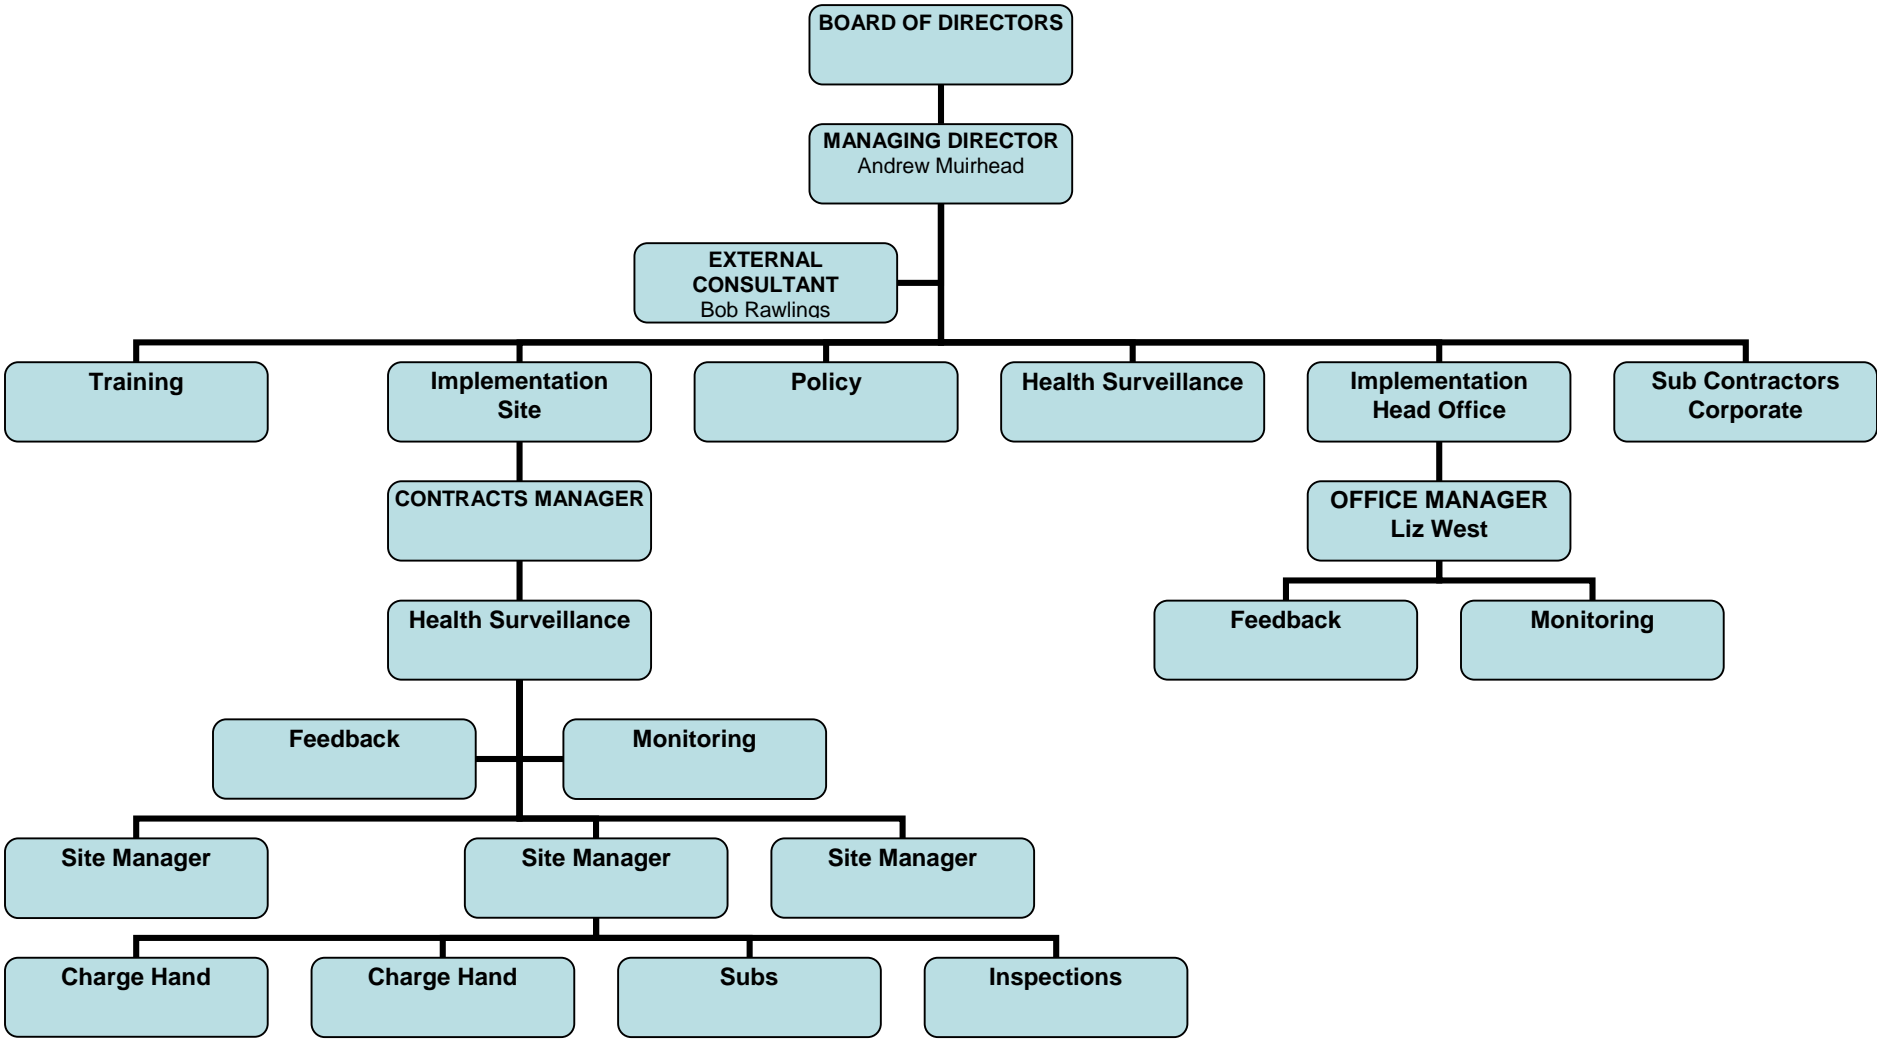 BOARD OF DIRECTORS
MANAGING DIRECTOR
Andrew Muirhead
EXTERNAL
CONSULTANT
Bob Rawlings
Training
Implementation
Site
Policy
Health Surveillance
Implementation
Head Office
Sub Contractors
Corporate
CONTRACTS MANAGER
OFFICE MANAGER
Liz West
Health Surveillance
Feedback
Monitoring
Feedback
Monitoring
Site Manager
Site Manager
Site Manager
Charge Hand
Charge Hand
Subs
Inspections